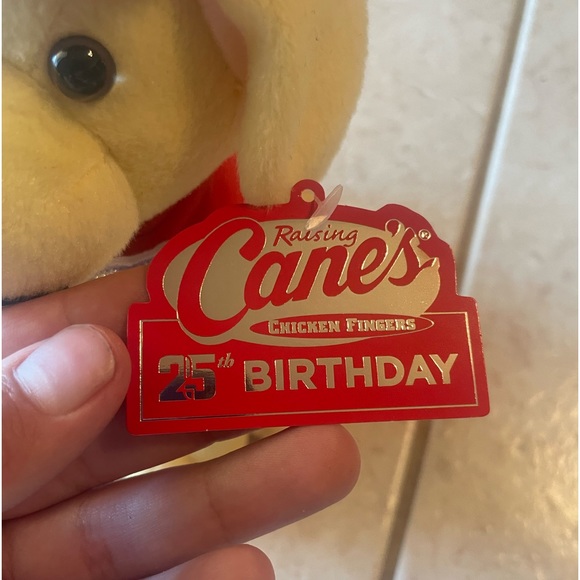 Raising
Cane's®
CHICKEN FINGERS
25th BIRTHDAY